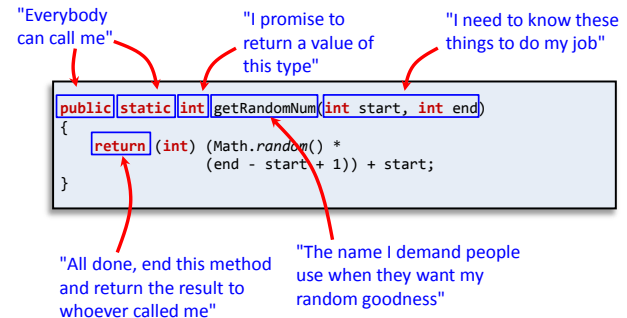 "Everybody
can call me"
"I promise to
return a value of
this type"
"I need to know these
things to do my job"
public static int getRandomNum(int start, int end)
{
return (int) (Math.random() *
(end - start + 1)) + start;
}
"All done, end this method
and return the result to
whoever called me"
"The name I demand people
use when they want my
random goodness"